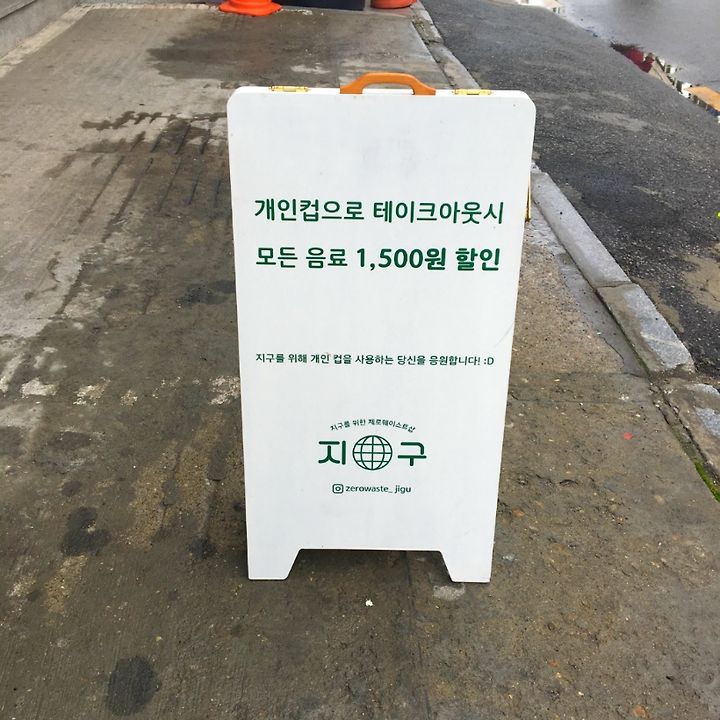 개인컵으로 테이크아웃시
모든 음료 1,500원 할인
지구를 위해 개인 컵을 사용하는 당신을 응원합니다! :D
지구를 위한 제로웨이스트샵
지구
zerowaste_jigu